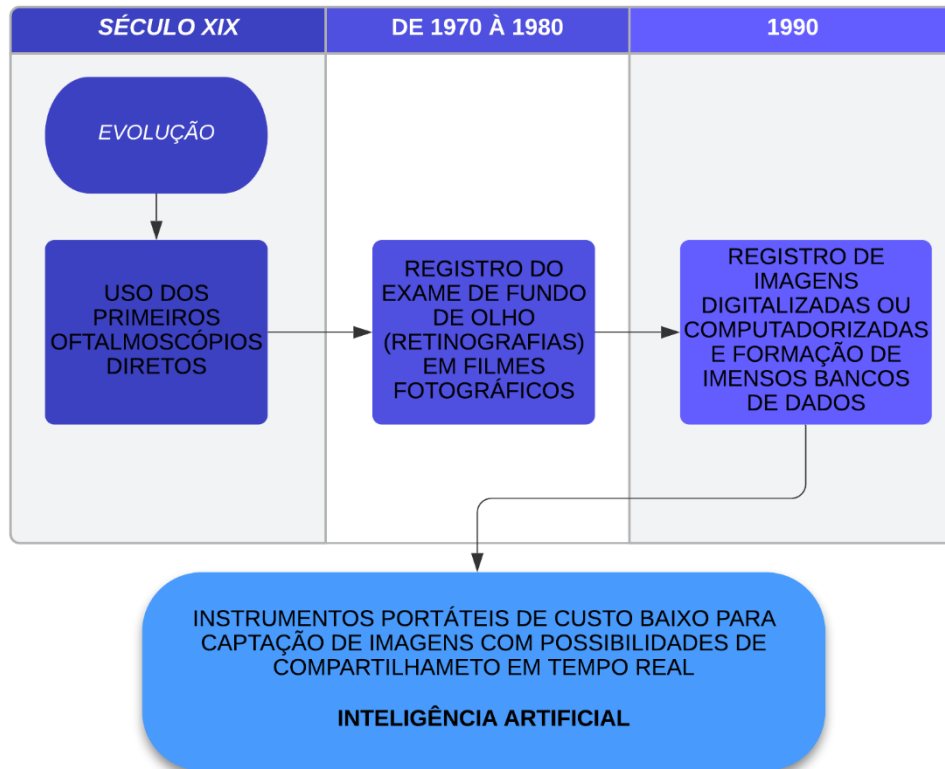 SÉCULO XIX
DE 1970 À 1980
1990
EVOLUÇÃO
USO DOS
PRIMEIROS
OFTALMOSCÓPIOS
DIRETOS
REGISTRO DO
EXAME DE FUNDO
DE OLHO
(RETINOGRAFIAS)
EM FILMES
FOTOGRÁFICOS
REGISTRO DE
IMAGENS
DIGITALIZADAS OU
COMPUTADORIZADAS
E FORMAÇÃO DE
IMENSOS BANCOS
DE DADOS
INSTRUMENTOS PORTÁTEIS DE CUSTO BAIXO PARA
CAPTAÇÃO DE IMAGENS COM POSSIBILIDADES DE
COMPARTILHAMETO EM TEMPO REAL
INTELIGÊNCIA ARTIFICIAL